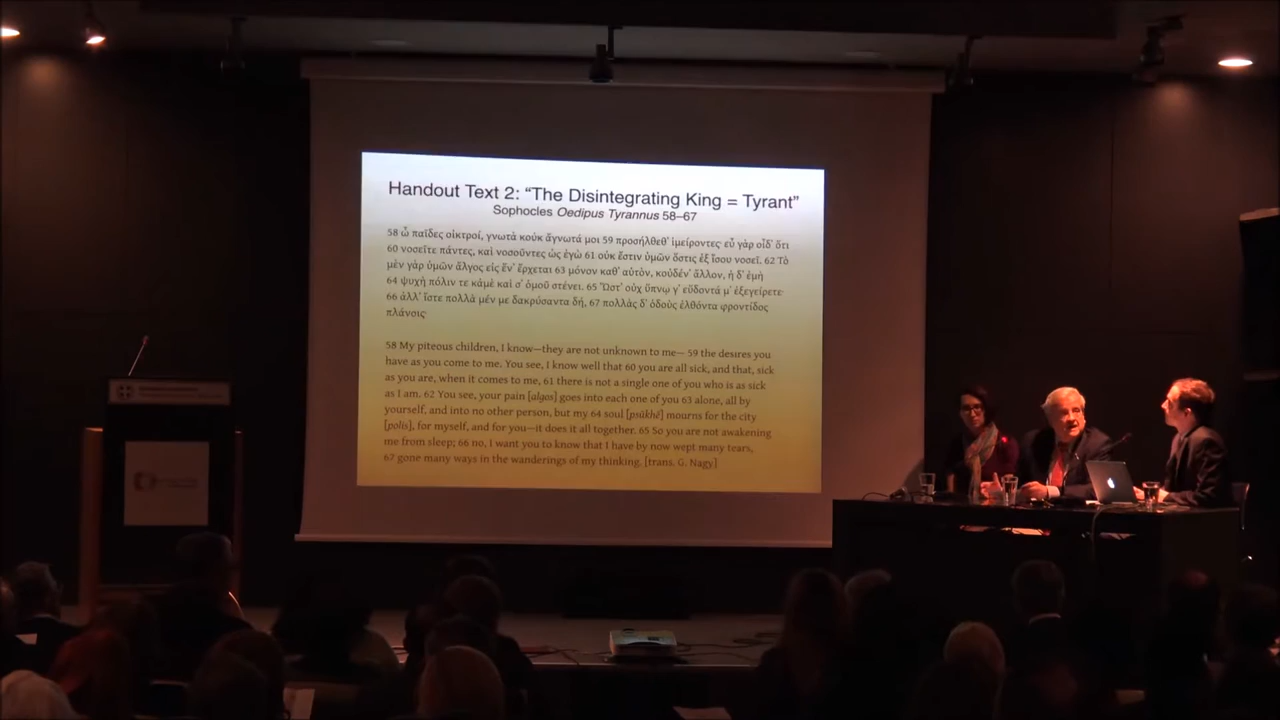 Handout Text 2: “The Disintegrating King = Tyrant”
Sophocles Oedipus Tyrannus 58–67
58 ὦ παῖδες οἰκτροί, γνωτὰ κοὐκ ἄγνωτά μοι 59 προσήλθεθ’ ἱμείροντες· εὖ γὰρ οἶδ’ ὅτι
60 νοσεῖτε πάντες, καὶ νοσοῦντες ὡς ἐγὼ 61 οὐκ ἔστιν ὑμῶν ὅστις ἐξ ἴσου νοσεῖ. 62 Τὸ
μὲν γὰρ ὑμῶν ἄλγος εἰς ἕν’ ἔρχεται 63 μόνον καθ’ αὑτὸν, κοὐδέν’ ἄλλον, ἡ δ’ ἐμὴ
64 ψυχὴ πόλιν τε κἀμὲ καὶ σ’ ὁμοῦ στένει. 65 Ὥστ’ οὐχ ὕπνῳ γ’ εὕδοντά μ’ ἐξεγείρετε·
66 ἀλλ’ ἴστε πολλὰ μέν με δακρύσαντα δή, 67 πολλὰς δ’ ὁδοὺς ἐλθόντα φροντίδος
πλάνοις·
58 My piteous children, I know—they are not unknown to me— 59 the desires you
have as you come to me. You see, I know well that 60 you are all sick, and that, sick
as you are, when it comes to me, 61 there is not a single one of you who is as sick
as I am. 62 You see, your pain [algos] goes into each one of you 63 alone, all by
yourself, and into no other person, but my 64 soul [psūkhē] mourns for the city
[polis], for myself, and for you—it does it all together. 65 So you are not awakening
me from sleep; 66 no, I want you to know that I have by now wept many tears,
67 gone many ways in the wanderings of my thinking. [trans. G. Nagy]